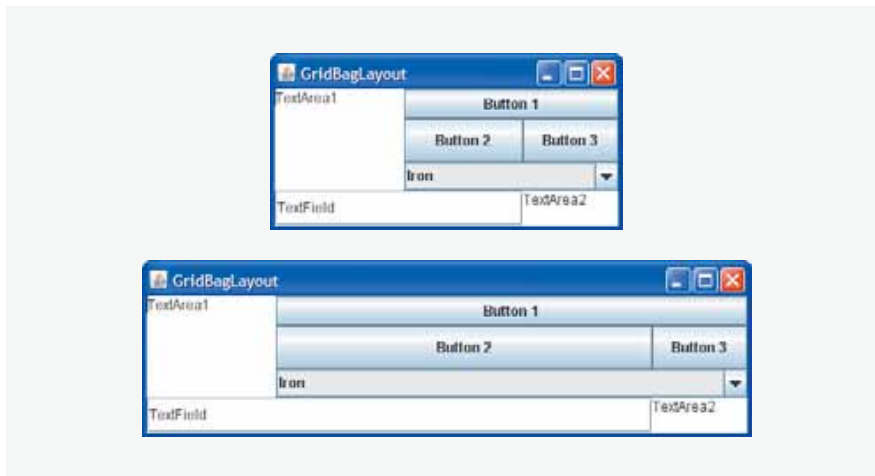 GridBagLayout
TextArea1
Button 1
Button 2 Button 3
Iron
TextField
TextArea2
GridBagLayout
TextArea1
Button 1
Button 2 Button 3
Iron
TextField
TextArea2